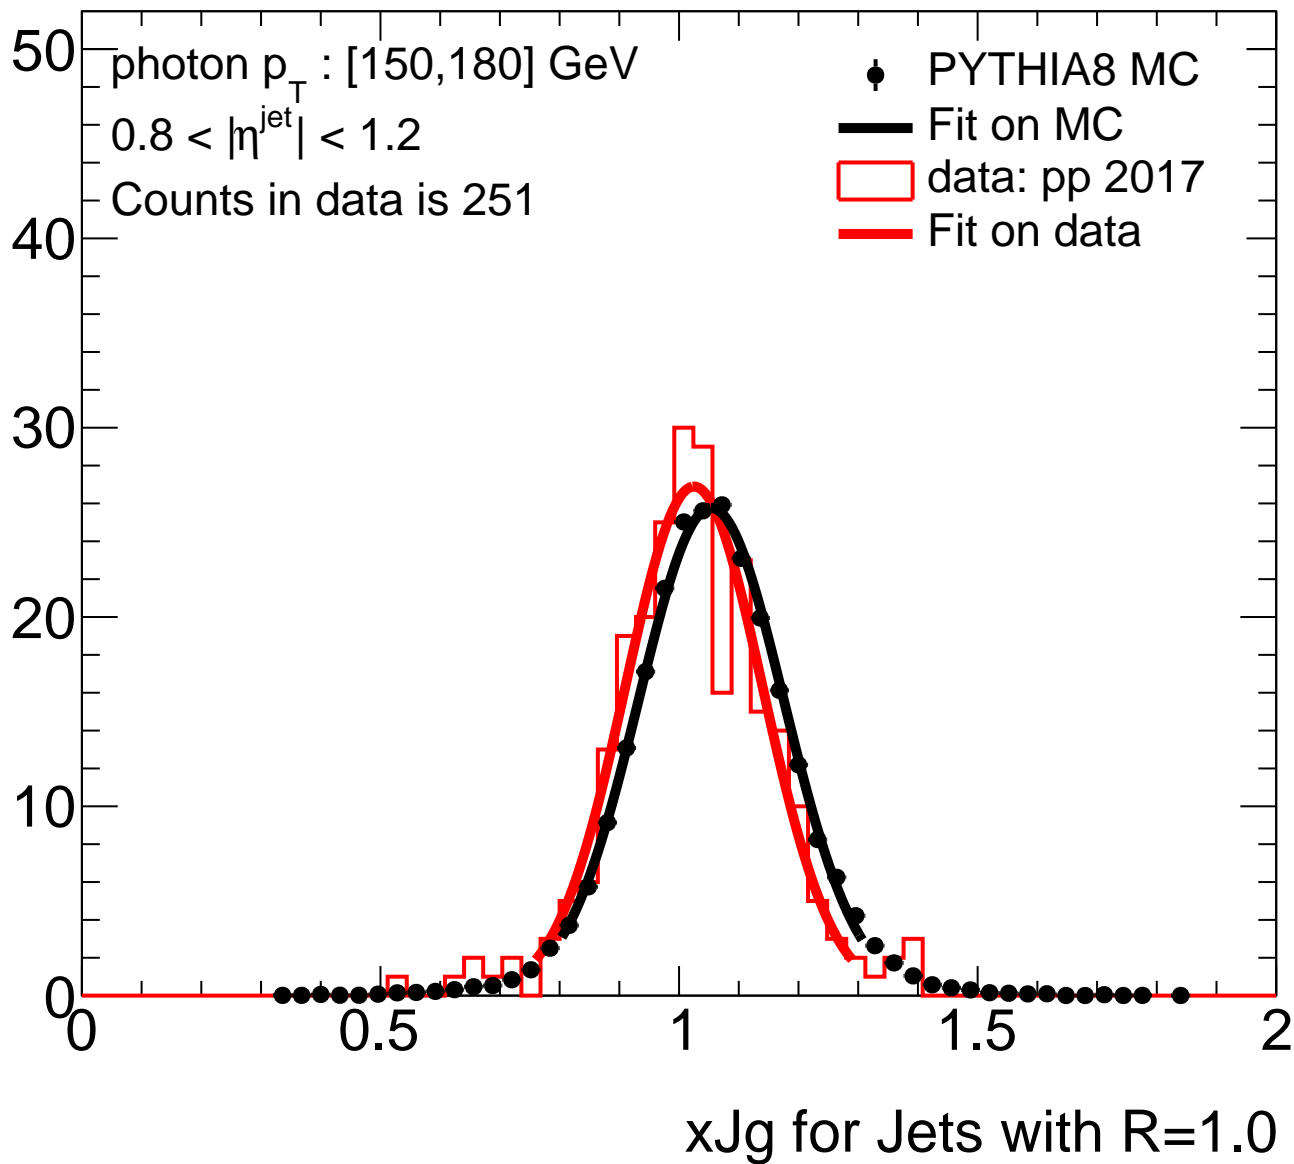 photon p_T : [150,180] GeV
0.8 < |η^jet| < 1.2
Counts in data is 251
PYTHIA8 MC
Fit on MC
data: pp 2017
Fit on data
50
40
30
20
10
0
0 0.5 1 1.5 2
xJg for Jets with R=1.0